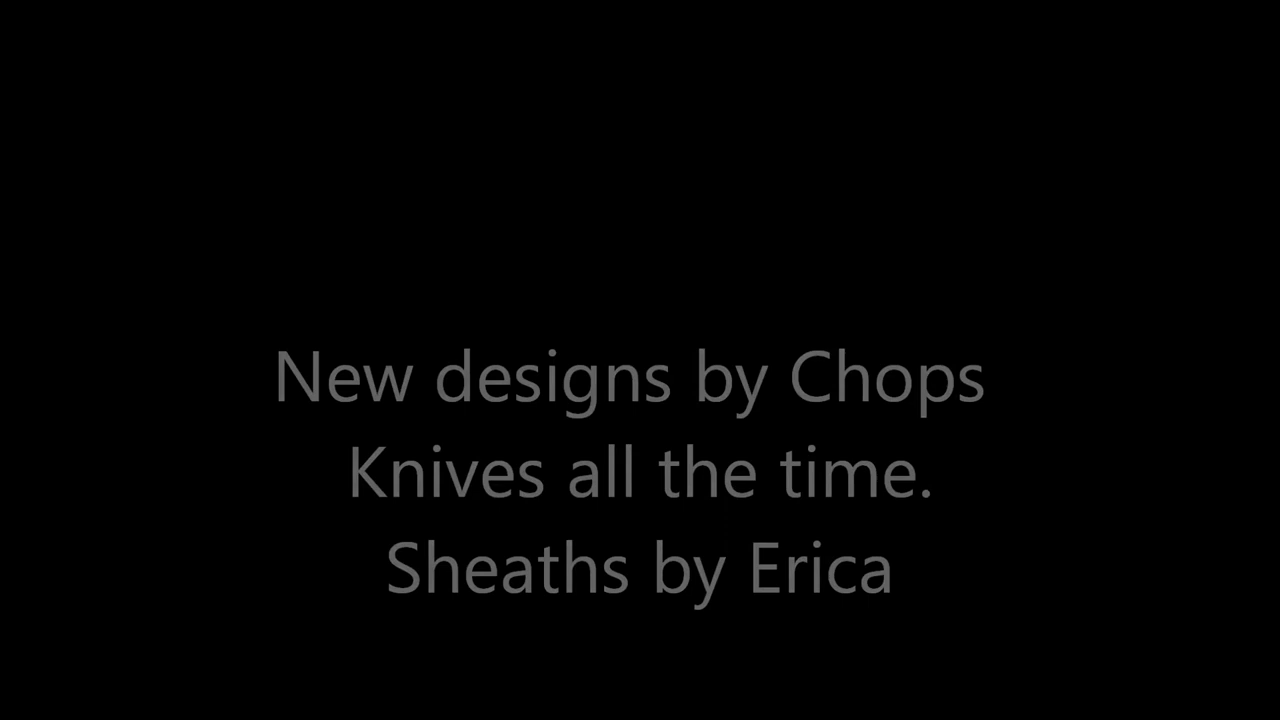 New designs by Chops
Knives all the time.
Sheaths by Erica